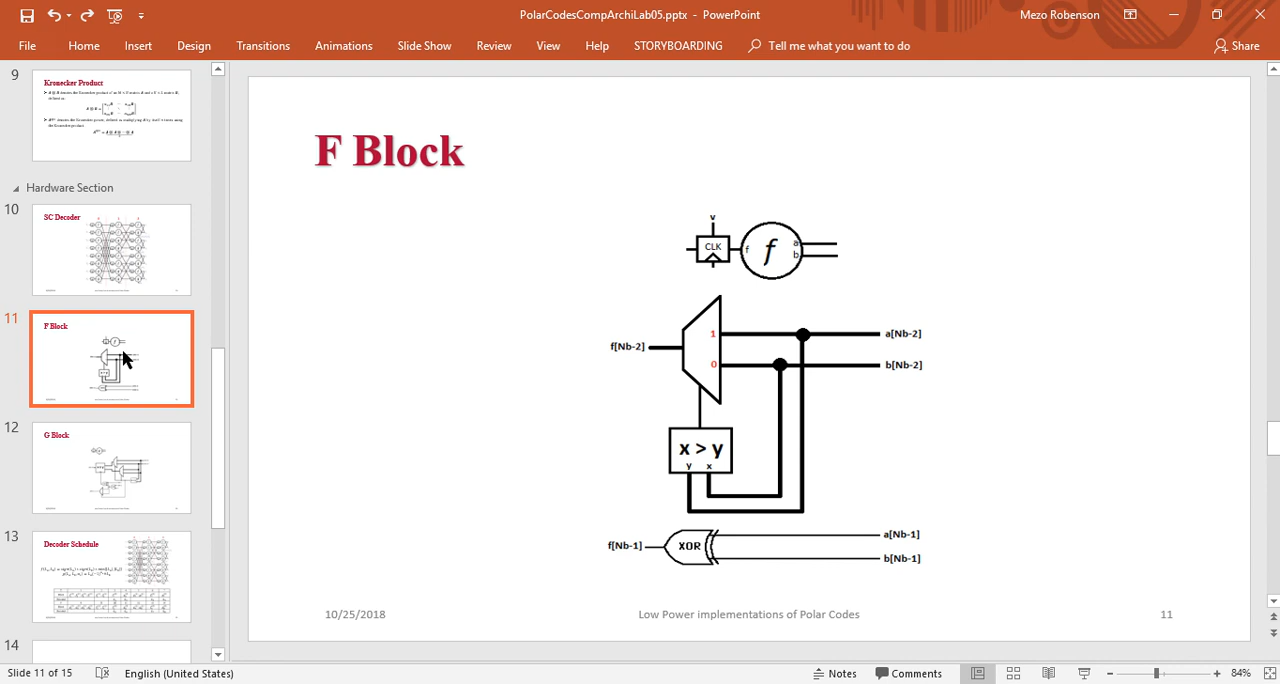 PolarCodesCompArchiLab05.pptx - PowerPoint
Mezo Robenson
File Home Insert Design Transitions Animations Slide Show Review View Help STORYBOARDING Tell me what you want to do Share
9
Kronecker Product
Hardware Section
10
SC Decoder
11
F Block
12
G Block
13
Decoder Schedule
14
F Block
v
CLK
f
f
a
b
1
a[Nb-2]
f[Nb-2]
0
b[Nb-2]
x > y
y x
a[Nb-1]
f[Nb-1]
XOR
b[Nb-1]
10/25/2018
Low Power implementations of Polar Codes
11
Slide 11 of 15 English (United States) Notes Comments 84%